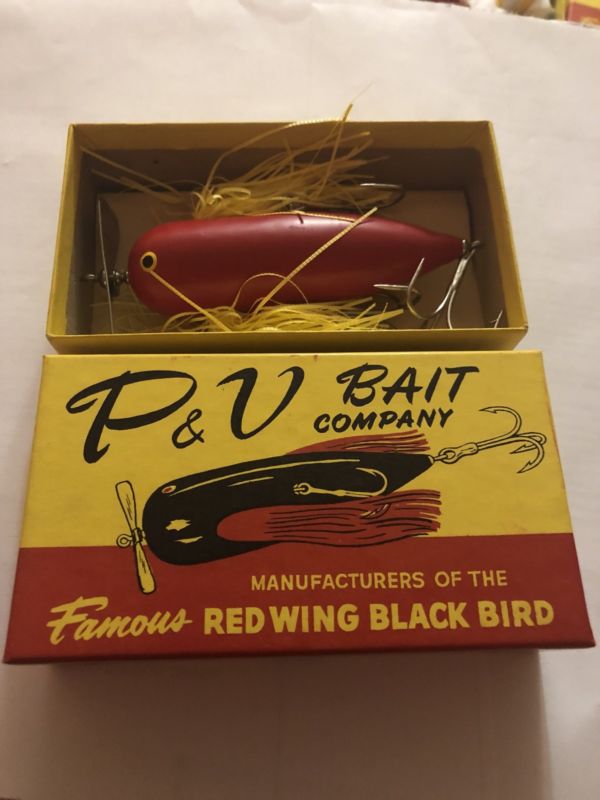 P & V BAIT
COMPANY
MANUFACTURERS OF THE
Famous RED WING BLACK BIRD